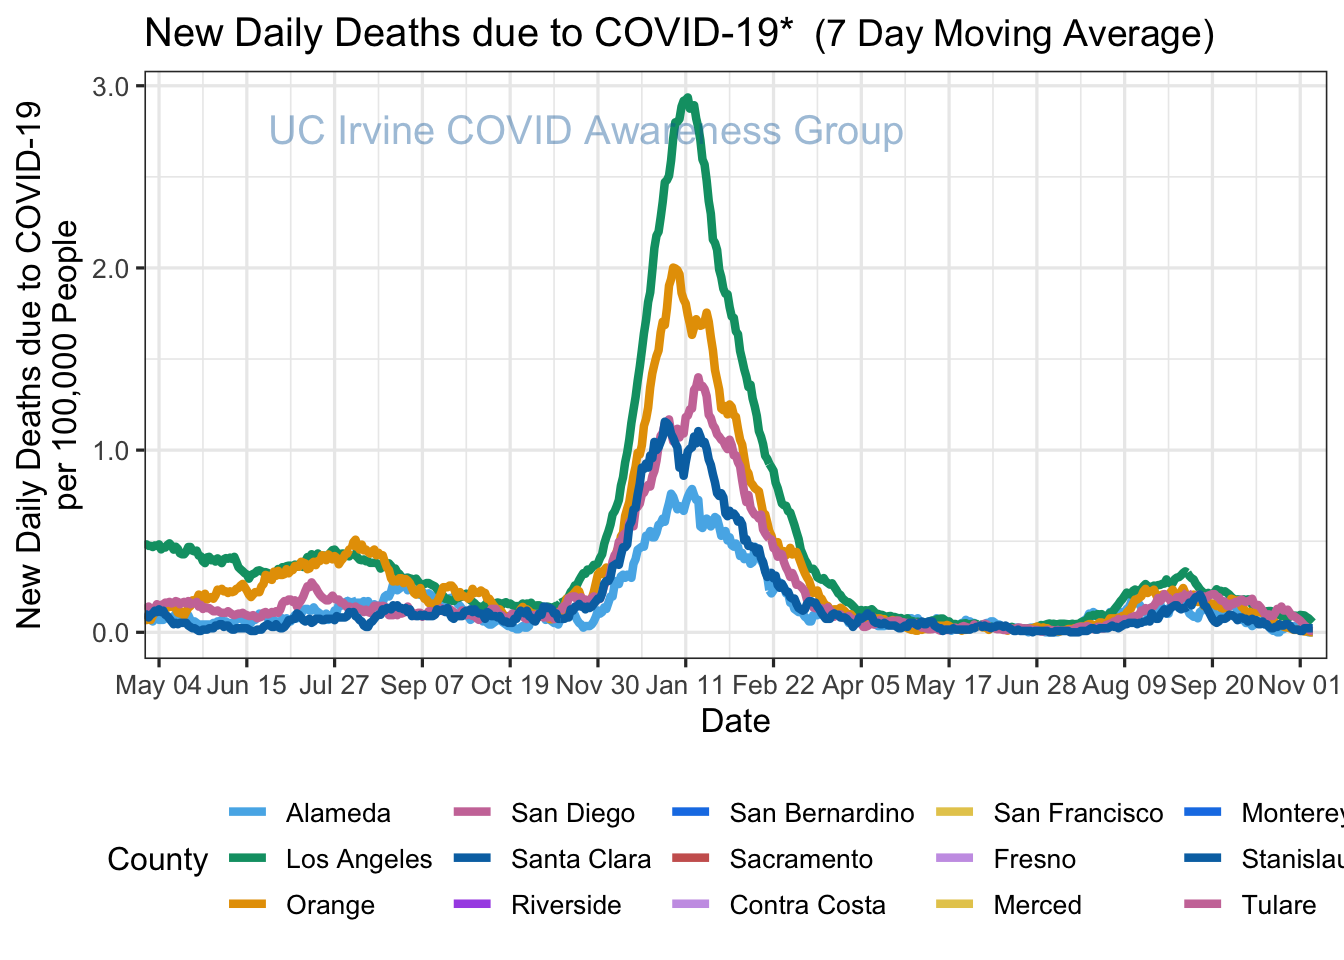 New Daily Deaths due to COVID-19* (7 Day Moving Average)
UC Irvine COVID Awareness Group
New Daily Deaths due to COVID-19
per 100,000 People
3.0
2.0
1.0
0.0
May 04 Jun 15 Jul 27 Sep 07 Oct 19 Nov 30 Jan 11 Feb 22 Apr 05 May 17 Jun 28 Aug 09 Sep 20 Nov 01
Date
County
Alameda San Diego San Bernardino San Francisco Monterey
Los Angeles Santa Clara Sacramento Fresno Stanislau
Orange Riverside Contra Costa Merced Tulare